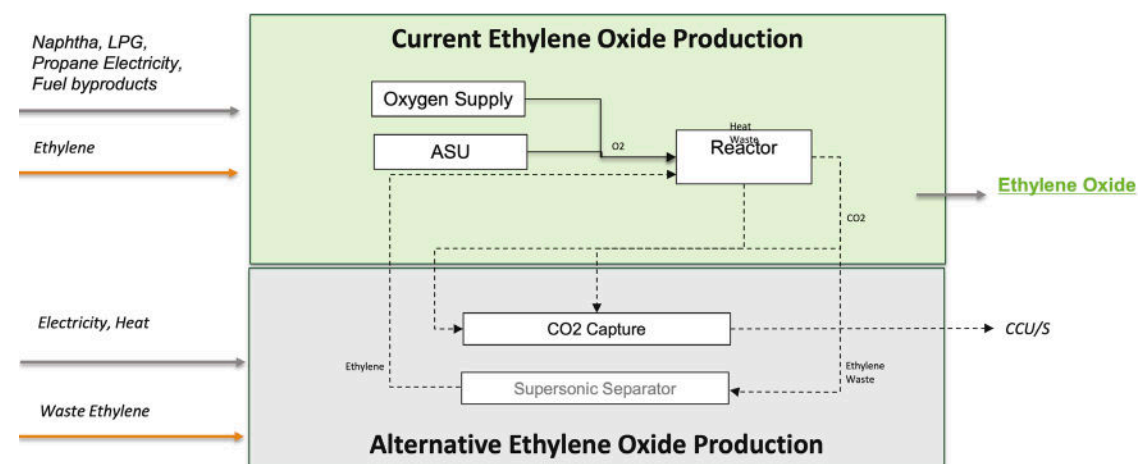 Current Ethylene Oxide Production
Naphtha, LPG,
Propane Electricity,
Fuel byproducts
Ethylene
Oxygen Supply
ASU
O2
Heat
Waste
Reactor
CO2
Ethylene Oxide
Electricity, Heat
Waste Ethylene
CO2 Capture
CCU/S
Ethylene
Ethylene
Waste
Supersonic Separator
Alternative Ethylene Oxide Production